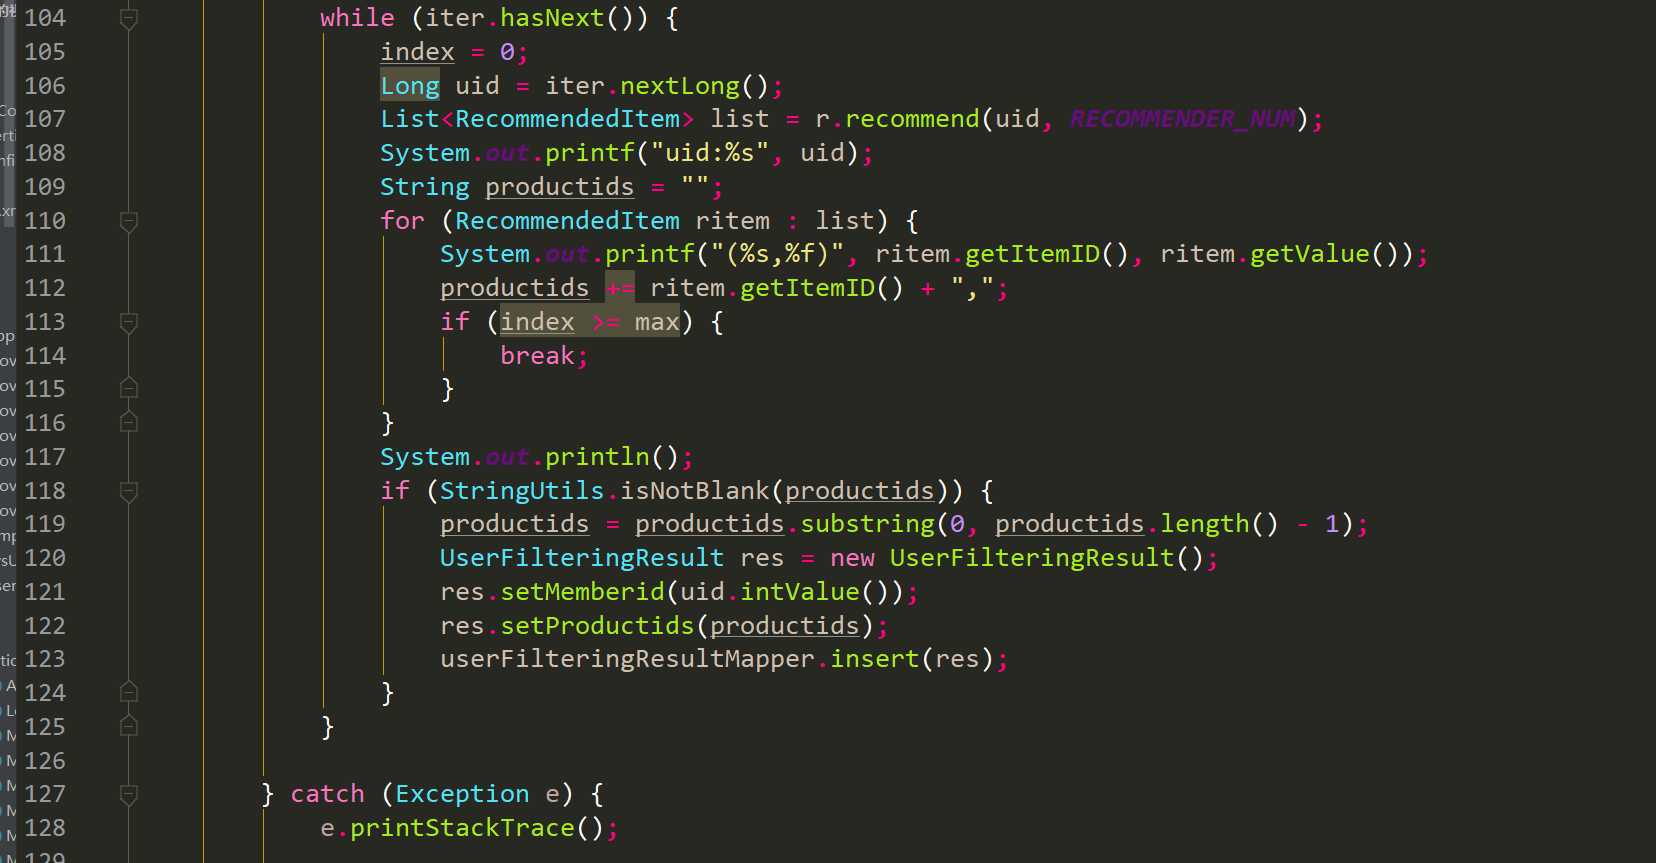 104 while (iter.hasNext()) {
105 index = 0;
106 Long uid = iter.nextLong();
107 List<RecommendedItem> list = r.recommend(uid, RECOMMENDER_NUM);
108 System.out.printf("uid:%s", uid);
109 String productids = "";
110 for (RecommendedItem ritem : list) {
111 System.out.printf("(%s,%f)", ritem.getItemID(), ritem.getValue());
112 productids += ritem.getItemID() + ",";
113 if (index >= max) {
114 break;
115 }
116 }
117 System.out.println();
118 if (StringUtils.isNotBlank(productids)) {
119 productids = productids.substring(0, productids.length() - 1);
120 UserFilteringResult res = new UserFilteringResult();
121 res.setMemberid(uid.intValue());
122 res.setProductids(productids);
123 userFilteringResultMapper.insert(res);
124 }
125 }
126
127 } catch (Exception e) {
128 e.printStackTrace();
129